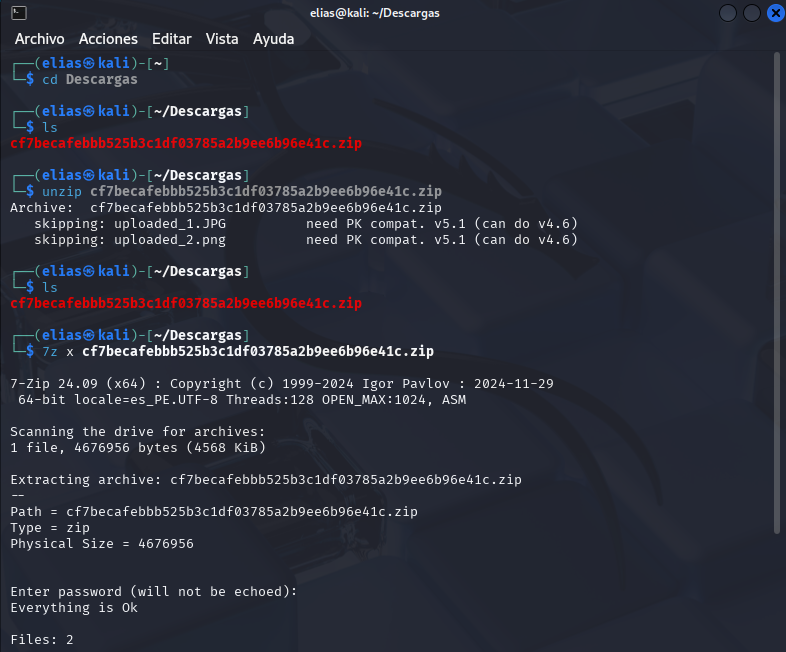 elias@kali: ~/Descargas
Archivo Acciones Editar Vista Ayuda
┌──(elias㉿kali)-[~]
└─$ cd Descargas
┌──(elias㉿kali)-[~/Descargas]
└─$ ls
cf7becafebbb525b3c1df03785a2b9ee6b96e41c.zip
┌──(elias㉿kali)-[~/Descargas]
└─$ unzip cf7becafebbb525b3c1df03785a2b9ee6b96e41c.zip
Archive:  cf7becafebbb525b3c1df03785a2b9ee6b96e41c.zip
   skipping: uploaded_1.JPG          need PK compat. v5.1 (can do v4.6)
   skipping: uploaded_2.png          need PK compat. v5.1 (can do v4.6)
┌──(elias㉿kali)-[~/Descargas]
└─$ ls
cf7becafebbb525b3c1df03785a2b9ee6b96e41c.zip
┌──(elias㉿kali)-[~/Descargas]
└─$ 7z x cf7becafebbb525b3c1df03785a2b9ee6b96e41c.zip
7-Zip 24.09 (x64) : Copyright (c) 1999-2024 Igor Pavlov : 2024-11-29
 64-bit locale=es_PE.UTF-8 Threads:128 OPEN_MAX:1024, ASM
Scanning the drive for archives:
1 file, 4676956 bytes (4568 KiB)
Extracting archive: cf7becafebbb525b3c1df03785a2b9ee6b96e41c.zip
--
Path = cf7becafebbb525b3c1df03785a2b9ee6b96e41c.zip
Type = zip
Physical Size = 4676956
Enter password (will not be echoed):
Everything is Ok
Files: 2